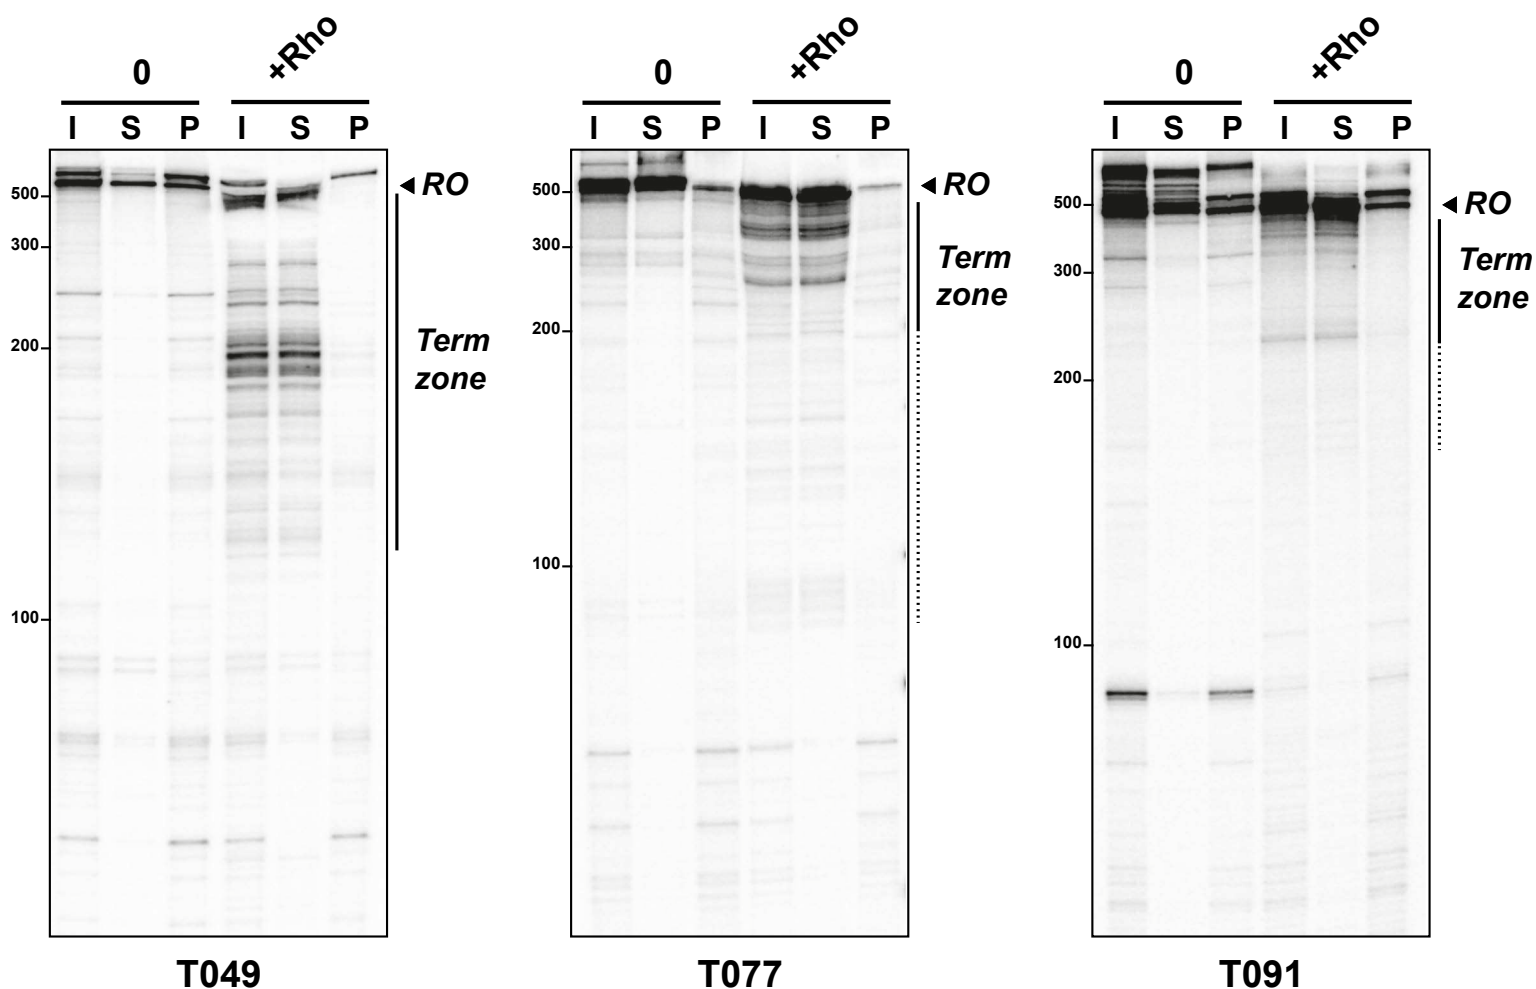 0 +Rho
I S P I S P
500
300
200
100
RO
Term
zone
T049
0 +Rho
I S P I S P
500
300
200
100
RO
Term
zone
T077
0 +Rho
I S P I S P
500
300
200
100
RO
Term
zone
T091